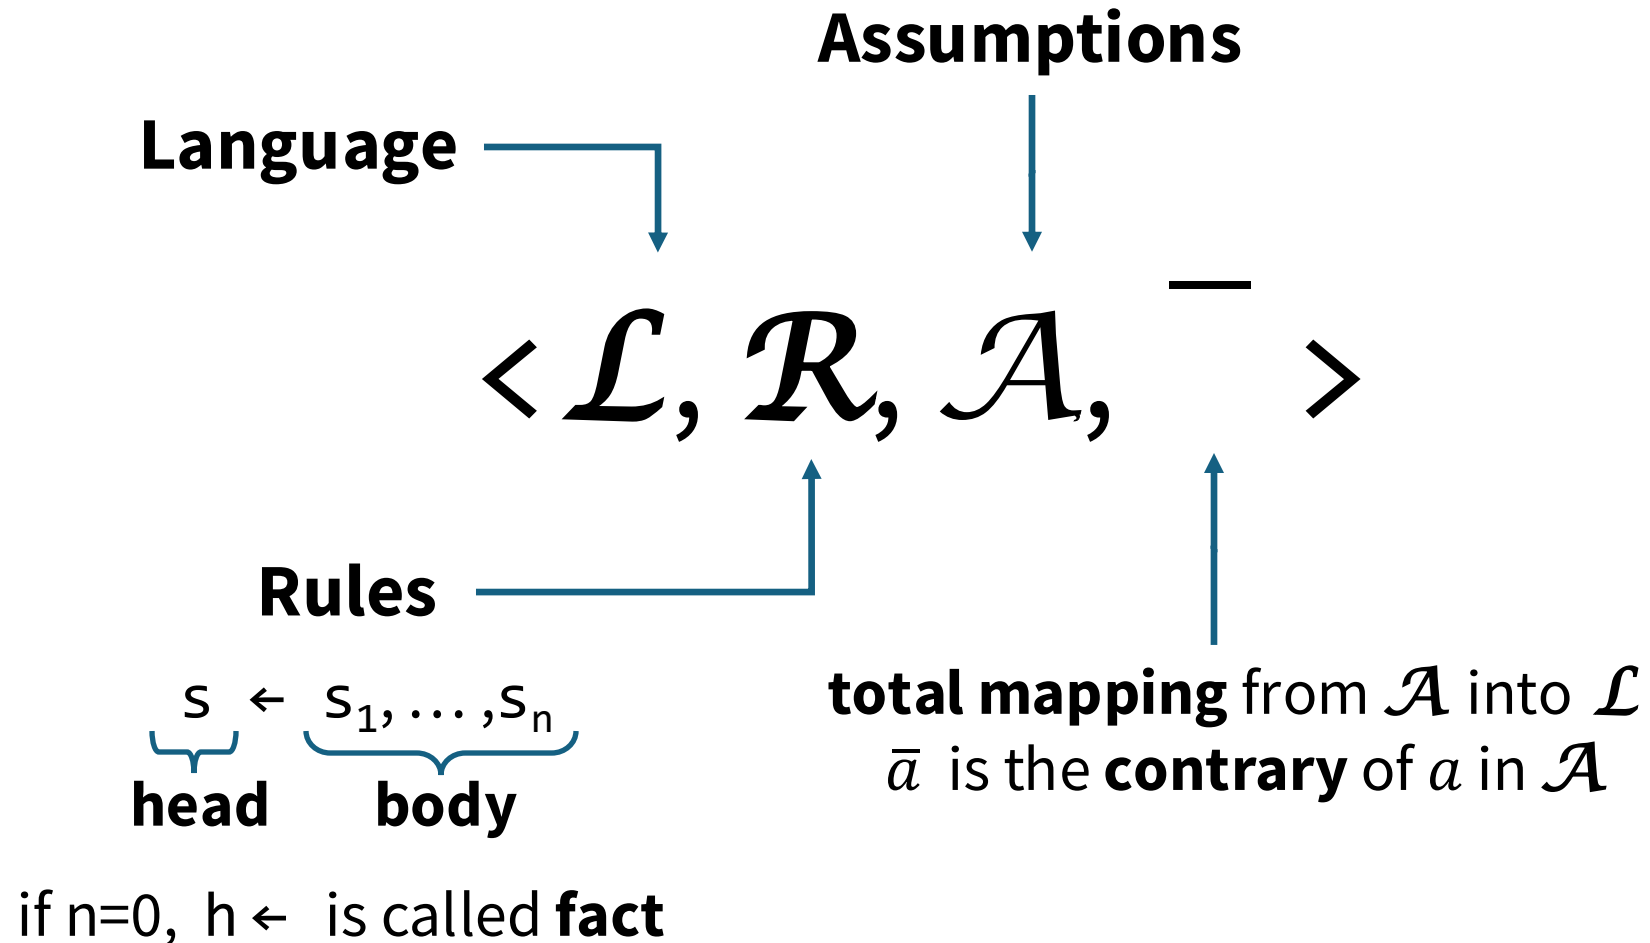 Assumptions
Language
< ℒ, ℛ, 𝒜, ¯ >
Rules
s ← s₁,...,sₙ
head body
total mapping from 𝒜 into ℒ
a̅ is the contrary of a in 𝒜
if n=0, h ← is called fact